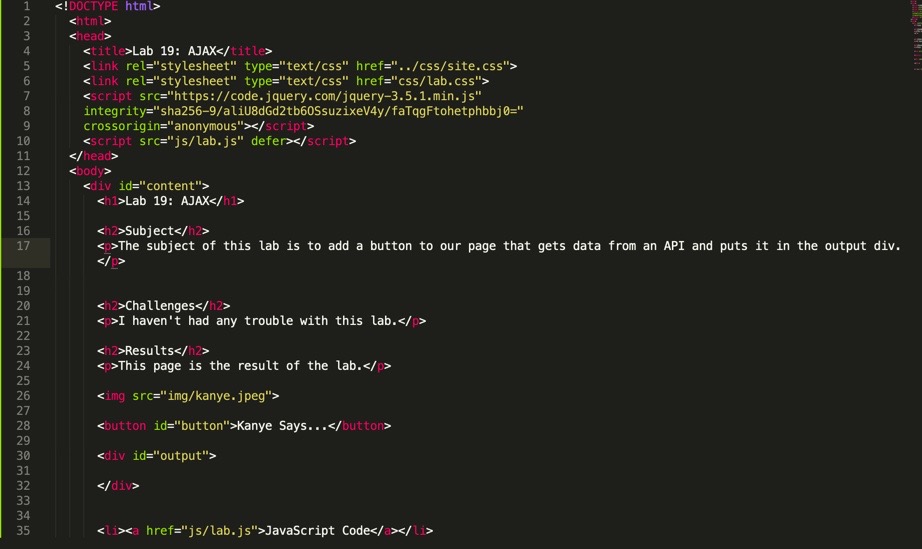 1 <!DOCTYPE html>
2 <html>
3 <head>
4 <title>Lab 19: AJAX</title>
5 <link rel="stylesheet" type="text/css" href="../css/site.css">
6 <link rel="stylesheet" type="text/css" href="css/lab.css">
7 <script src="https://code.jquery.com/jquery-3.5.1.min.js"
8 integrity="sha256-9/aliU8dGd2tb6OSsuzixeV4y/faTqgFtohetphbbj0="
9 crossorigin="anonymous"></script>
10 <script src="js/lab.js" defer></script>
11 </head>
12 <body>
13 <div id="content">
14 <h1>Lab 19: AJAX</h1>
15
16 <h2>Subject</h2>
17 <p>The subject of this lab is to add a button to our page that gets data from an API and puts it in the output div.
</p>
18
19
20 <h2>Challenges</h2>
21 <p>I haven't had any trouble with this lab.</p>
22
23 <h2>Results</h2>
24 <p>This page is the result of the lab.</p>
25
26 <img src="img/kanye.jpeg">
27
28 <button id="button">Kanye Says...</button>
29
30 <div id="output">
31
32 </div>
33
34
35 <li><a href="js/lab.js">JavaScript Code</a></li>